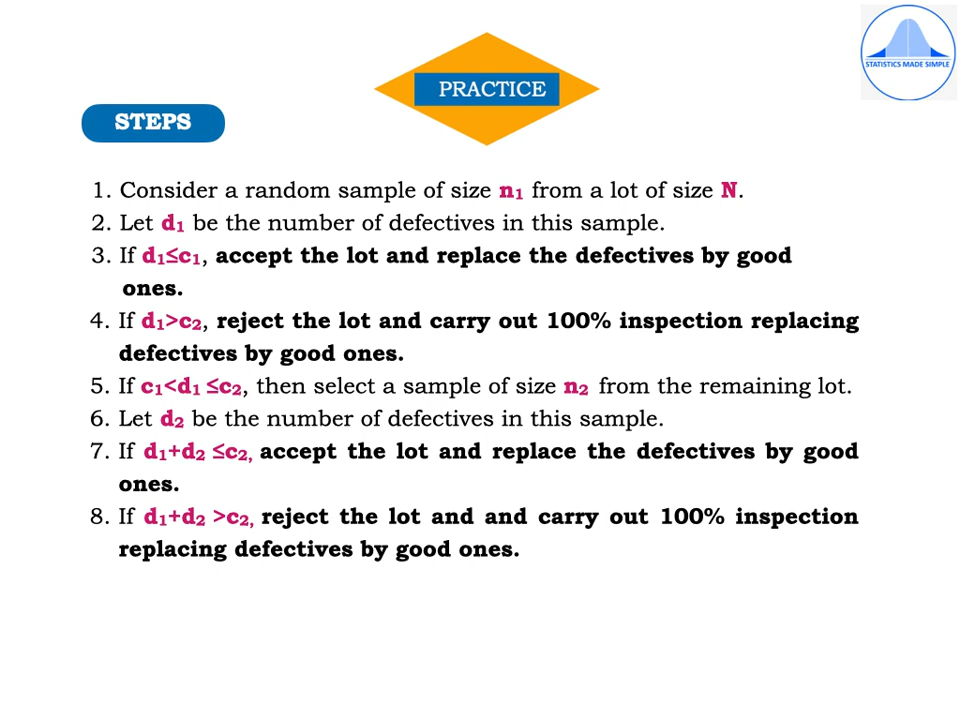 STATISTICS MADE SIMPLE
PRACTICE
STEPS
1. Consider a random sample of size n₁ from a lot of size N.
2. Let d₁ be the number of defectives in this sample.
3. If d₁≤c₁, accept the lot and replace the defectives by good
ones.
4. If d₁>c₂, reject the lot and carry out 100% inspection replacing
defectives by good ones.
5. If c₁<d₁ ≤c₂, then select a sample of size n₂ from the remaining lot.
6. Let d₂ be the number of defectives in this sample.
7. If d₁+d₂ ≤c₂, accept the lot and replace the defectives by good
ones.
8. If d₁+d₂ >c₂, reject the lot and and carry out 100% inspection
replacing defectives by good ones.